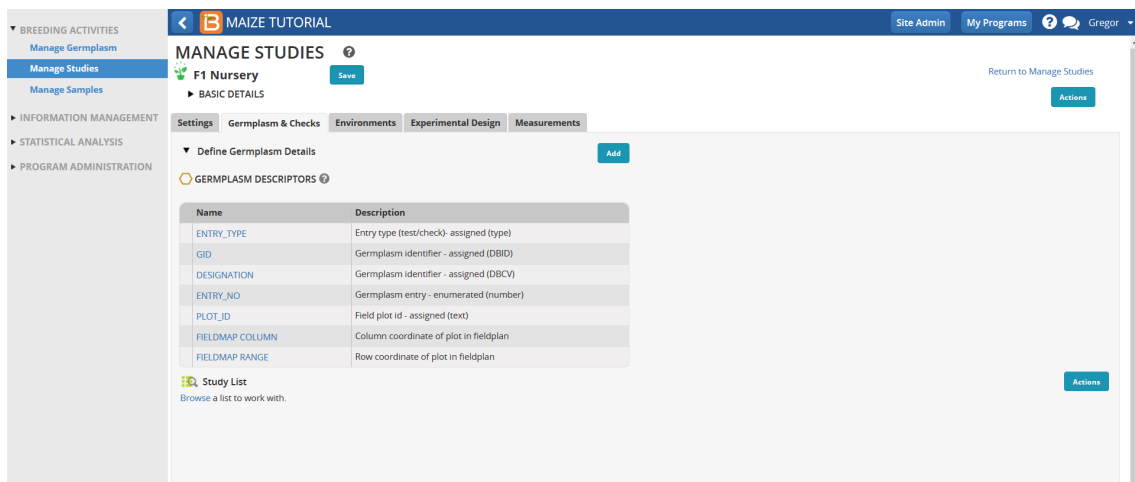 MAIZE TUTORIAL
Site Admin
My Programs
Gregor
BREEDING ACTIVITIES
Manage Germplasm
Manage Studies
Manage Samples
INFORMATION MANAGEMENT
STATISTICAL ANALYSIS
PROGRAM ADMINISTRATION
MANAGE STUDIES
F1 Nursery
Save
Return to Manage Studies
BASIC DETAILS
Actions
Settings Germplasm & Checks Environments Experimental Design Measurements
Define Germplasm Details
Add
GERMPLASM DESCRIPTORS
Name Description
ENTRY_TYPE Entry type (test/check)- assigned (type)
GID Germplasm identifier - assigned (DBID)
DESIGNATION Germplasm identifier - assigned (DBCV)
ENTRY_NO Germplasm entry - enumerated (number)
PLOT_ID Field plot id - assigned (text)
FIELDMAP COLUMN Column coordinate of plot in fieldplan
FIELDMAP RANGE Row coordinate of plot in fieldplan
Study List
Actions
Browse a list to work with.